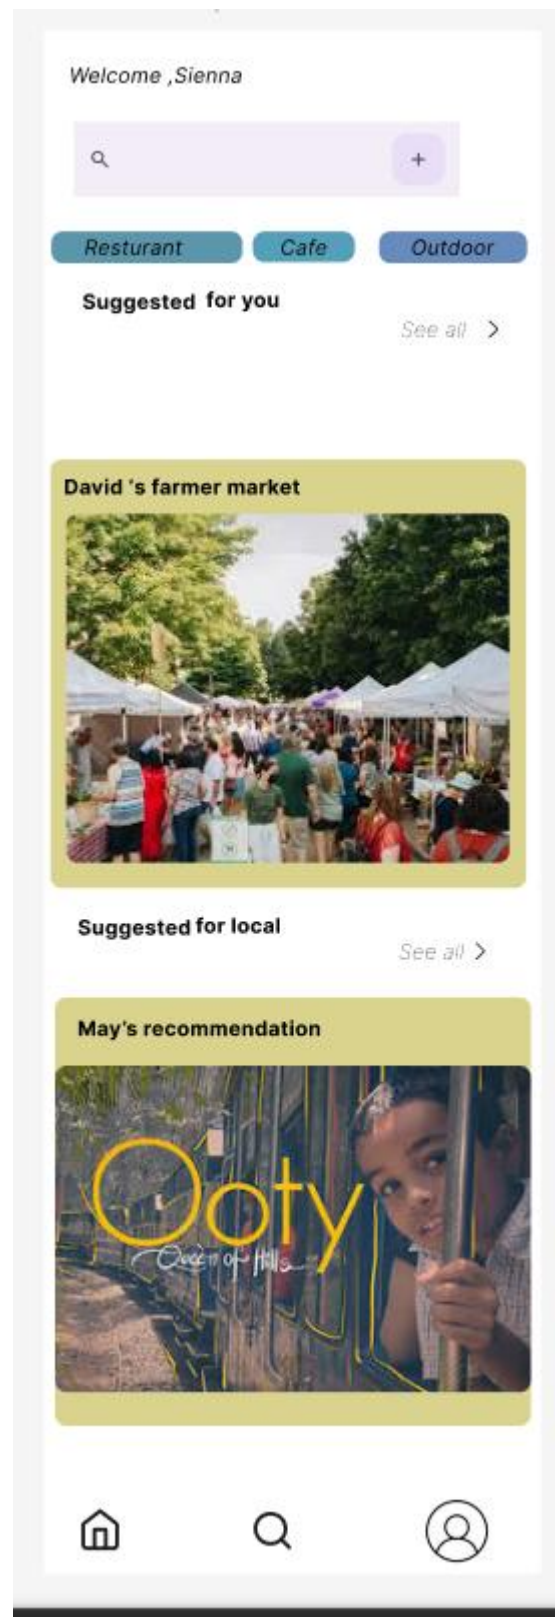 Welcome ,Sienna
+
Resturant Cafe Outdoor
Suggested for you
See all >
David 's farmer market
Suggested for local
See all >
May's recommendation
Ooty
Queen of Hills